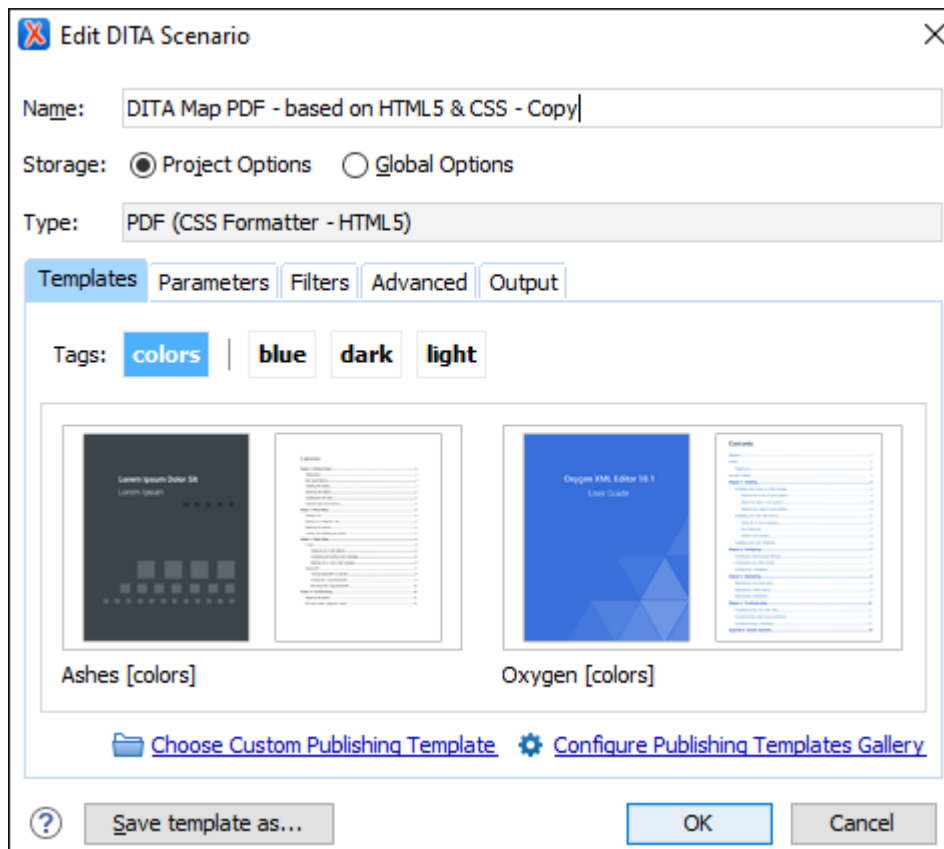 Edit DITA Scenario
Name: DITA Map PDF - based on HTML5 & CSS - Copy
Storage: Project Options Global Options
Type: PDF (CSS Formatter - HTML5)
Templates Parameters Filters Advanced Output
Tags: colors | blue dark light
Lorem Ipsum Dolor Sit
Lorem Ipsum
Oxygen XML Editor 18.1
User Guide
Contents
Ashes [colors]
Oxygen [colors]
Choose Custom Publishing Template Configure Publishing Templates Gallery
? Save template as... OK Cancel